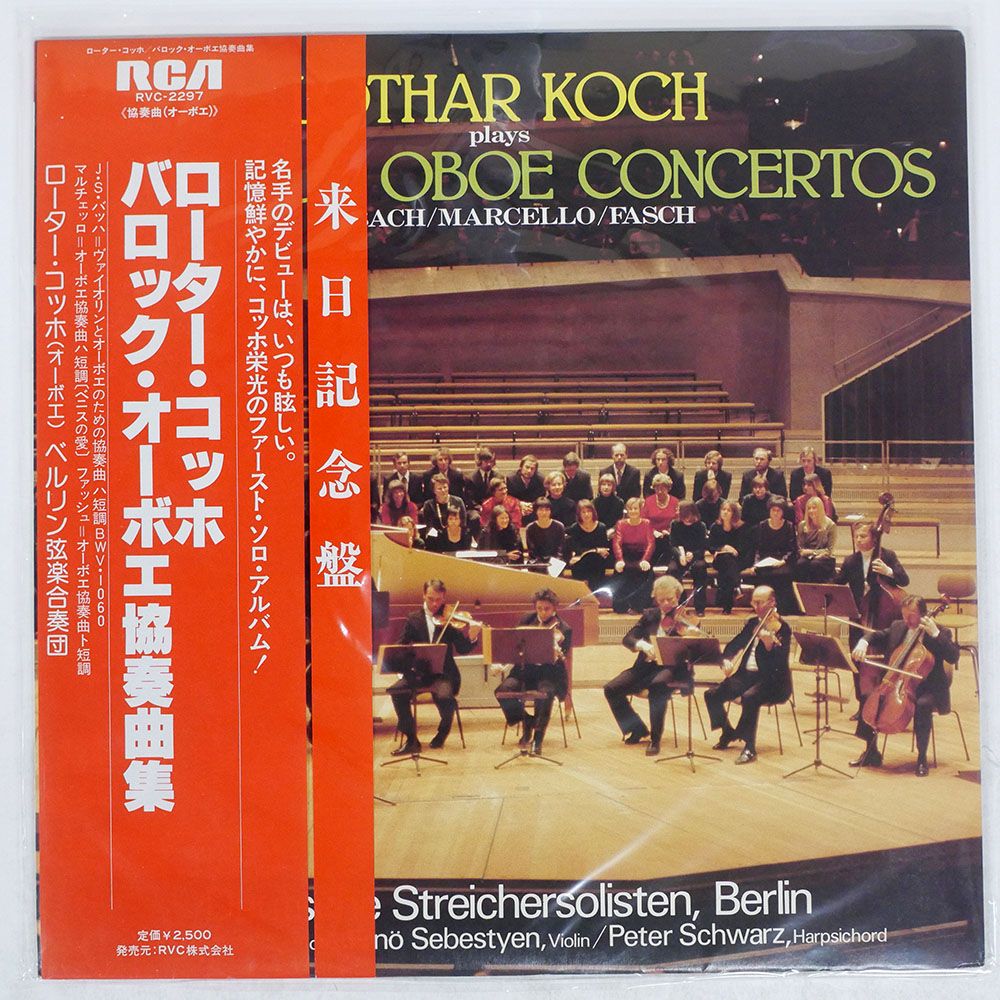 ローター・コッホ/バロック・オーボエ協奏曲集
RCA
RVC-2297
《協奏曲(オーボエ)》
来日記念盤
名手のデビューは、いつも眩しい。
記憶鮮やかに、コッホ栄光のファースト・ソロ・アルバム!
ローター・コッホ
バロック・オーボエ協奏曲集
J・S・バッハ=ヴァイオリンとオーボエのための協奏曲ハ短調BWV・1060
マルチェッロ=オーボエ協奏曲ハ短調〔ベニスの愛〕 ファッシュ=オーボエ協奏曲ト短調
ローター・コッホ(オーボエ) ベルリン弦楽合奏団
定価¥2,500
発売元:RVC株式会社
OTHAR KOCH
plays
OBOE CONCERTOS
ACH/MARCELLO/FASCH
e Streichersolisten, Berlin
nö Sebestyen, Violin/Peter Schwarz, Harpsichord